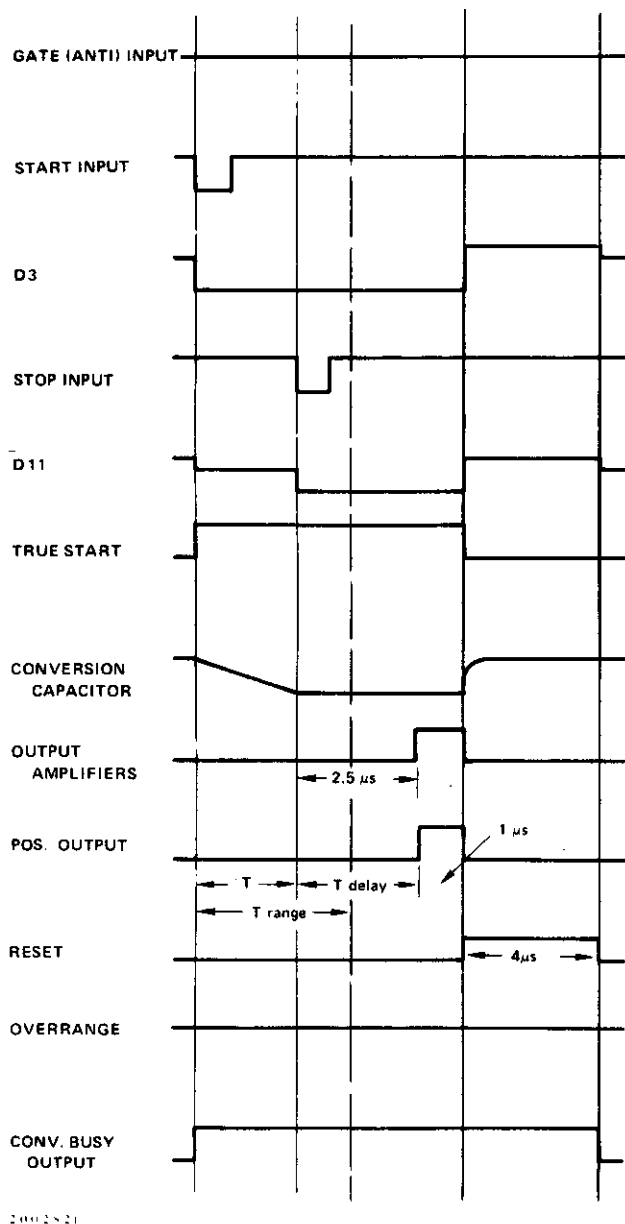 GATE (ANTI) INPUT
START INPUT
D3
STOP INPUT
D11
TRUE START
CONVERSION
CAPACITOR
OUTPUT
AMPLIFIERS
2.5 µs
POS. OUTPUT
1 µs
T
T delay
T range
RESET
4µs
OVERRANGE
CONV. BUSY
OUTPUT